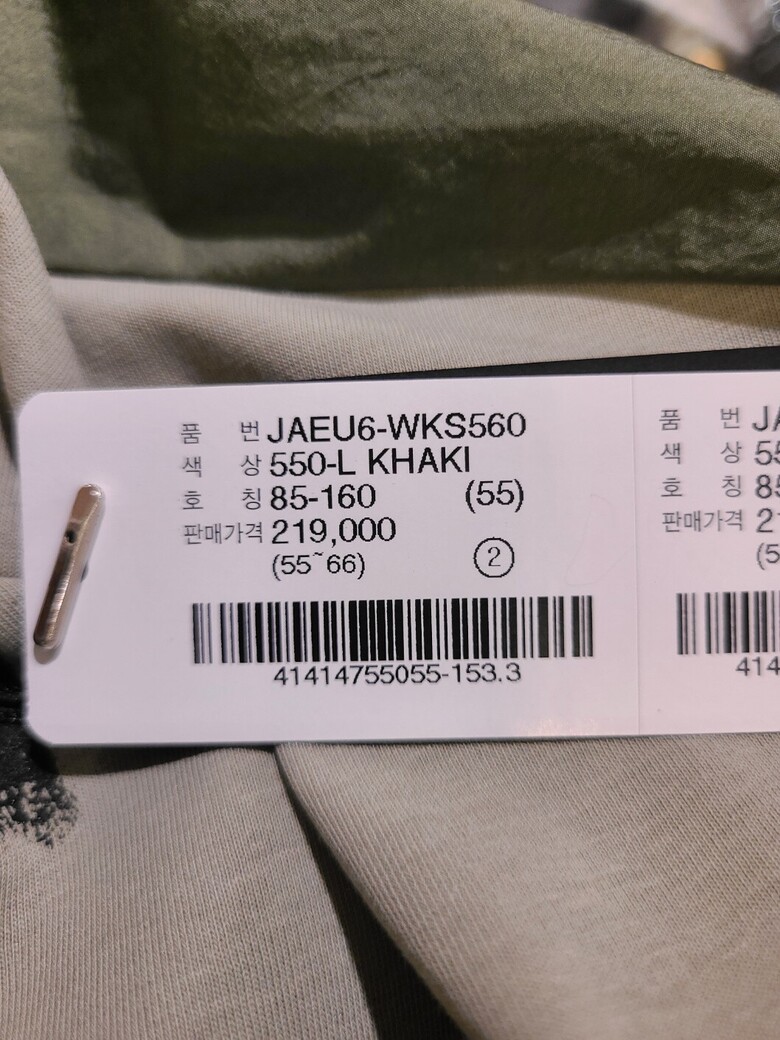 품 번 JAEU6-WKS560
색 상 550-L KHAKI
호 칭 85-160 (55)
판매가격 219,000
(55~66) ②
41414755055-153.3
품 번 JA
색 상 55
호 칭 85
판매가격 21
(5
414